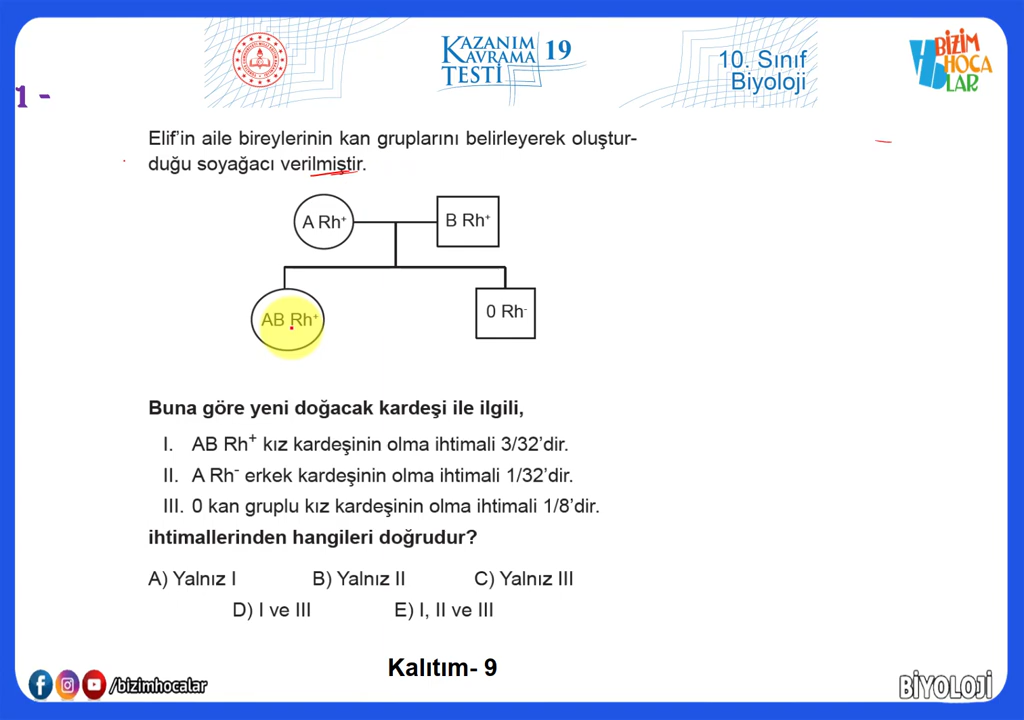 KAZANIM
KAVRAMA
TESTİ
19
10. Sınıf
Biyoloji
BİZİM
HOCA
LAR
1 -
Elif'in aile bireylerinin kan gruplarını belirleyerek oluştur-
duğu soyağacı verilmiştir.
A Rh⁺
B Rh⁺
AB Rh⁺
0 Rh⁻
Buna göre yeni doğacak kardeşi ile ilgili,
I. AB Rh⁺ kız kardeşinin olma ihtimali 3/32'dir.
II. A Rh⁻ erkek kardeşinin olma ihtimali 1/32'dir.
III. 0 kan gruplu kız kardeşinin olma ihtimali 1/8'dir.
ihtimallerinden hangileri doğrudur?
A) Yalnız I B) Yalnız II C) Yalnız III
D) I ve III E) I, II ve III
Kalıtım- 9
/bizimhocalar
BİYOLOJİ